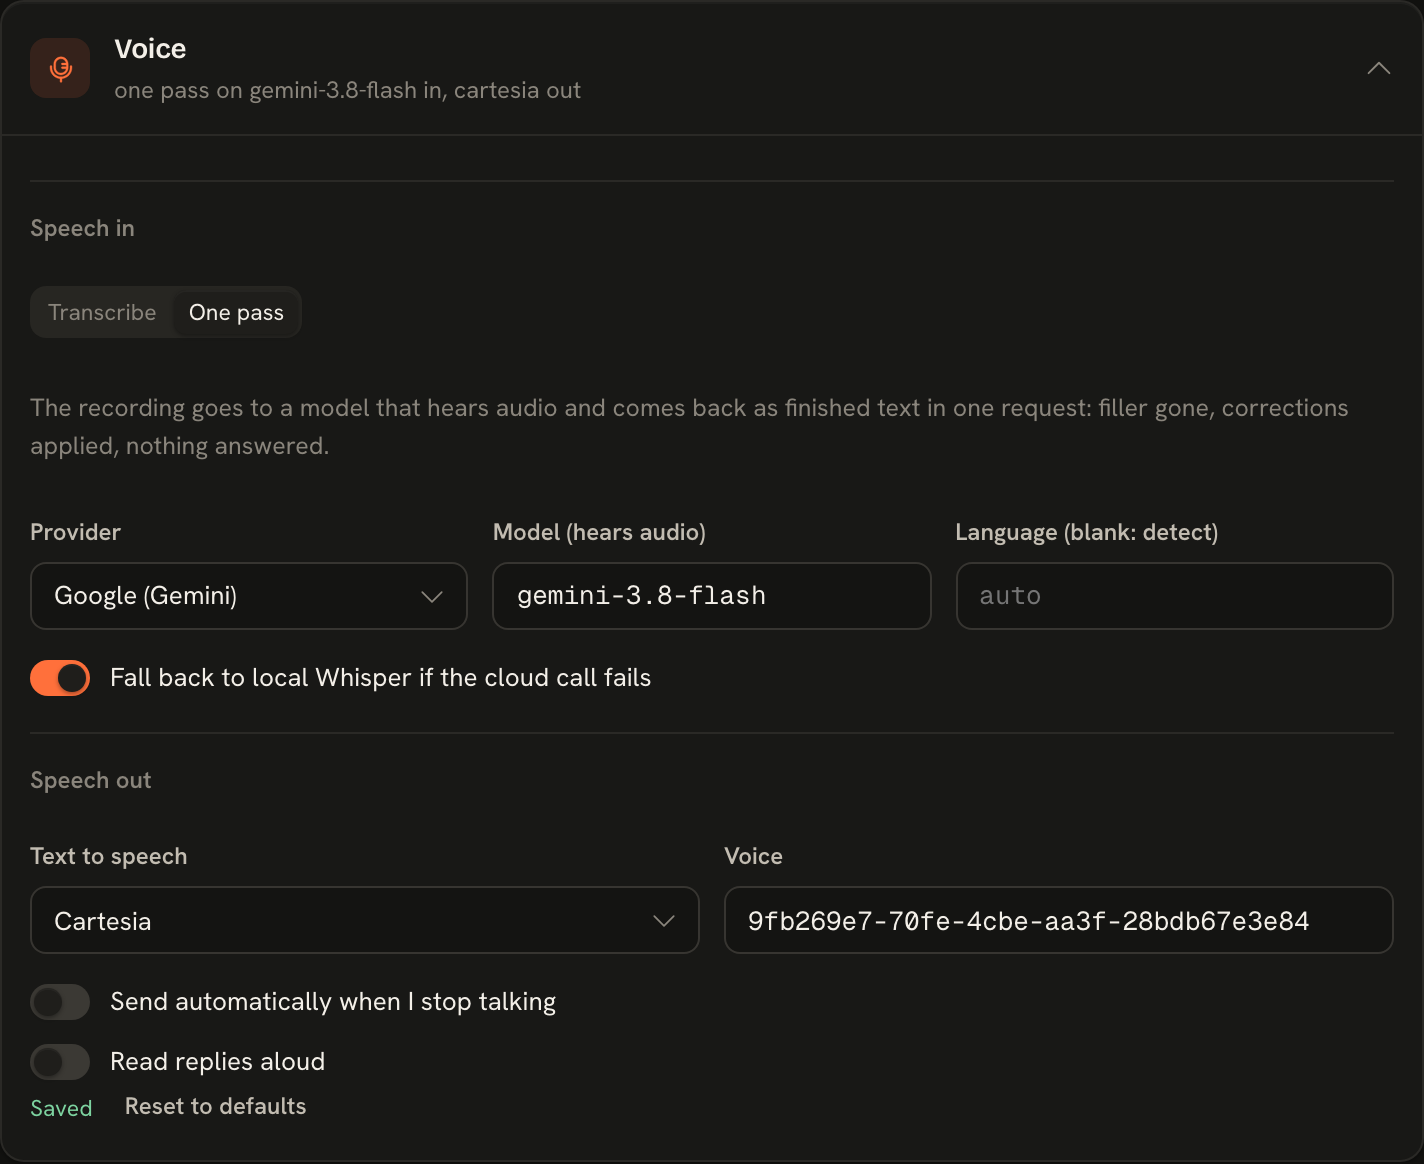 Voice
one pass on gemini-3.8-flash in, cartesia out
Speech in
Transcribe One pass
The recording goes to a model that hears audio and comes back as finished text in one request: filler gone, corrections
applied, nothing answered.
Provider Model (hears audio) Language (blank: detect)
Google (Gemini) gemini-3.8-flash auto
Fall back to local Whisper if the cloud call fails
Speech out
Text to speech Voice
Cartesia 9fb269e7-70fe-4cbe-aa3f-28bdb67e3e84
Send automatically when I stop talking
Read replies aloud
Saved Reset to defaults